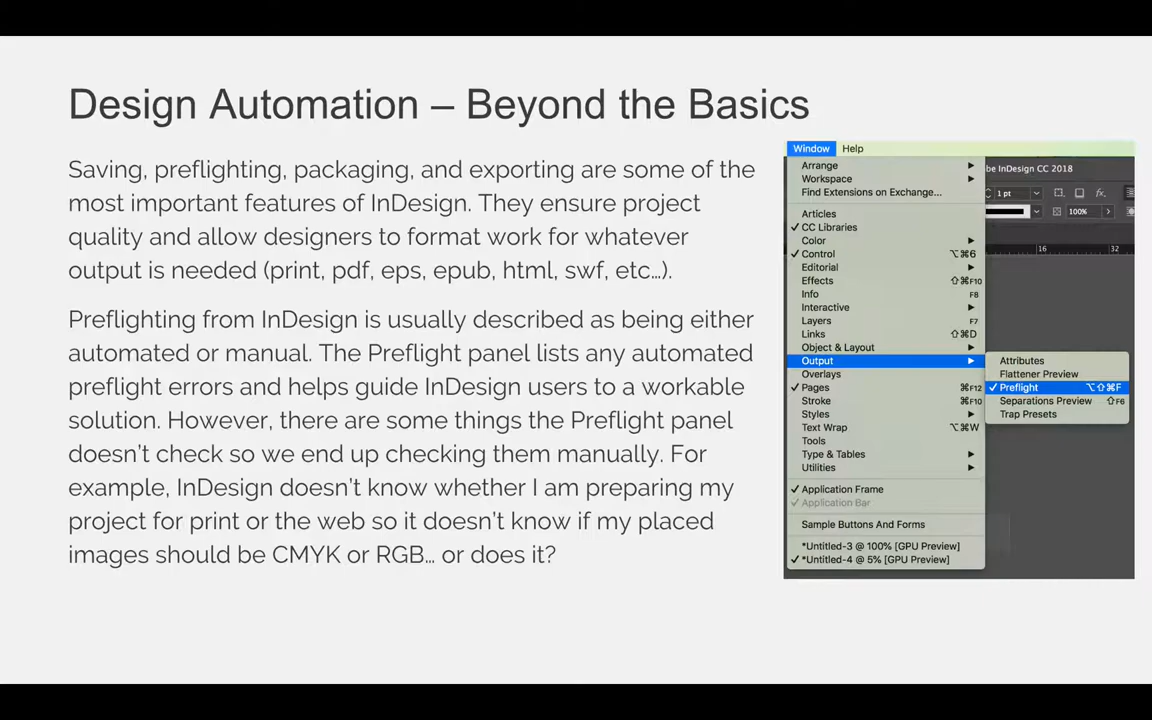 Design Automation – Beyond the Basics
Saving, preflighting, packaging, and exporting are some of the
most important features of InDesign. They ensure project
quality and allow designers to format work for whatever
output is needed (print, pdf, eps, epub, html, swf, etc…).
Preflighting from InDesign is usually described as being either
automated or manual. The Preflight panel lists any automated
preflight errors and helps guide InDesign users to a workable
solution. However, there are some things the Preflight panel
doesn’t check so we end up checking them manually. For
example, InDesign doesn’t know whether I am preparing my
project for print or the web so it doesn’t know if my placed
images should be CMYK or RGB… or does it?
Window Help
Arrange ▶
Workspace ▶
Find Extensions on Exchange...
Articles
✓ CC Libraries
Color ▶
✓ Control ⌥⌘6
Editorial ▶
Effects ⇧⌘F10
Info F8
Interactive ▶
Layers F7
Links ⇧⌘D
Object & Layout ▶
Output ▶
Overlays
✓ Pages ⌘F12
Stroke ⌘F10
Styles ▶
Text Wrap ⌥⌘W
Tools
Type & Tables ▶
Utilities ▶
✓ Application Frame
✓ Application Bar
Sample Buttons And Forms
*Untitled-3 @ 100% [GPU Preview]
✓ *Untitled-4 @ 5% [GPU Preview]
be InDesign CC 2018
1 pt
fx.
100%
16 32
Attributes
Flattener Preview
✓ Preflight ⌥⇧⌘F
Separations Preview ⇧F6
Trap Presets